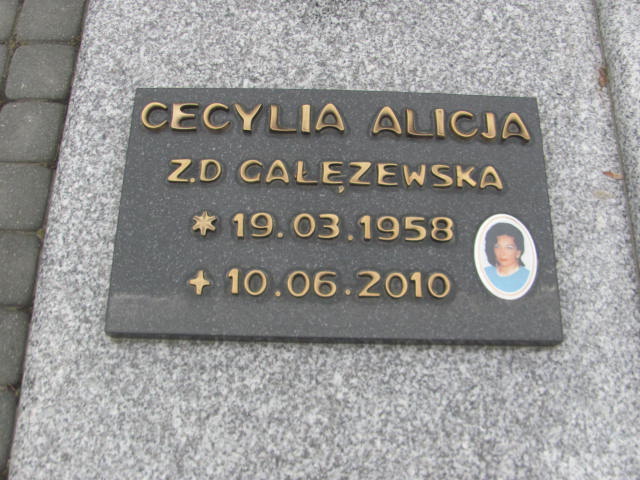 CECYLIA ALICJA
Z.D GAŁĘZEWSKA
* 19.03.1958
+ 10.06.2010